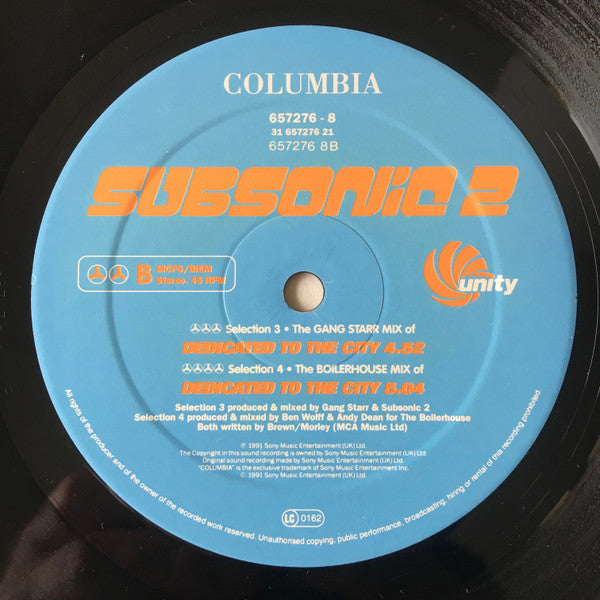 COLUMBIA
657276 - 8
31 657276 21
657276 8B
SUBSONIC 2
B
MCPS/BIEM
Stereo. 45 RPM
unity
Selection 3 • The GANG STARR MIX of
DEDICATED TO THE CITY 4.52
Selection 4 • The BOiLERHOUSE MIX of
DEDICATED TO THE CITY 6.04
Selection 3 produced & mixed by Gang Starr & Subsonic 2
Selection 4 produced & mixed by Ben Wolff & Andy Dean for The Boilerhouse
Both written by Brown/Morley (MCA Music Ltd)
℗ 1991 Sony Music Entertainment (UK) Ltd.
The Copyright in this sound recording is owned by Sony Music Entertainment (UK) Ltd.
Original sound recording made by Sony Music Entertainment (UK) Ltd.
"COLUMBIA" is the exclusive trademark of Sony Music Entertainment Inc.
© 1991 Sony Music Entertainment (UK) Ltd.
LC 0162
All rights of the producer and of the owner of the recorded work reserved. Unauthorised copying, public performance, broadcasting, hiring or rental of this recording prohibited